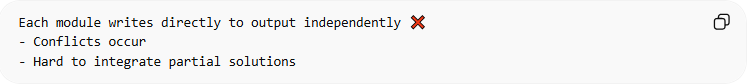 Each module writes directly to output independently ❌
- Conflicts occur
- Hard to integrate partial solutions